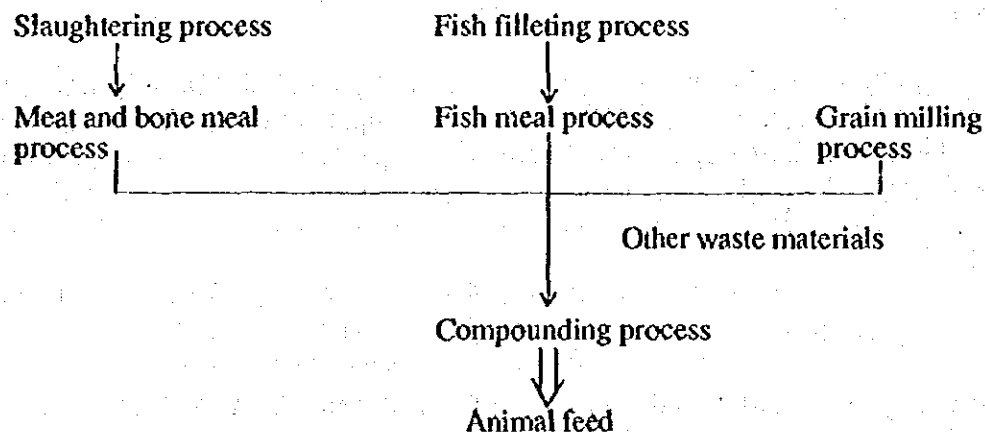 Slaughtering process
Fish filleting process
Meat and bone meal
process
Fish meal process
Grain milling
process
Other waste materials
Compounding process
Animal feed